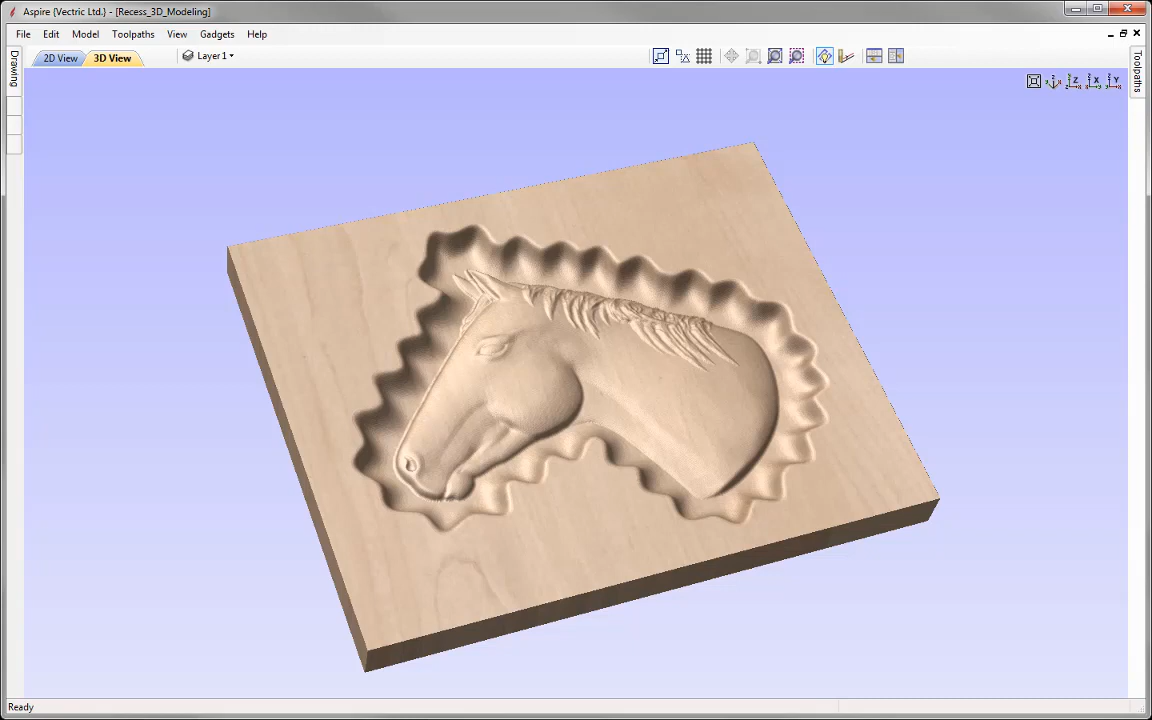 Aspire {Vectric Ltd.} - [Recess_3D_Modeling]
File Edit Model Toolpaths View Gadgets Help
2D View 3D View Layer 1
Drawing
Toolpaths
Z X Y
Ready